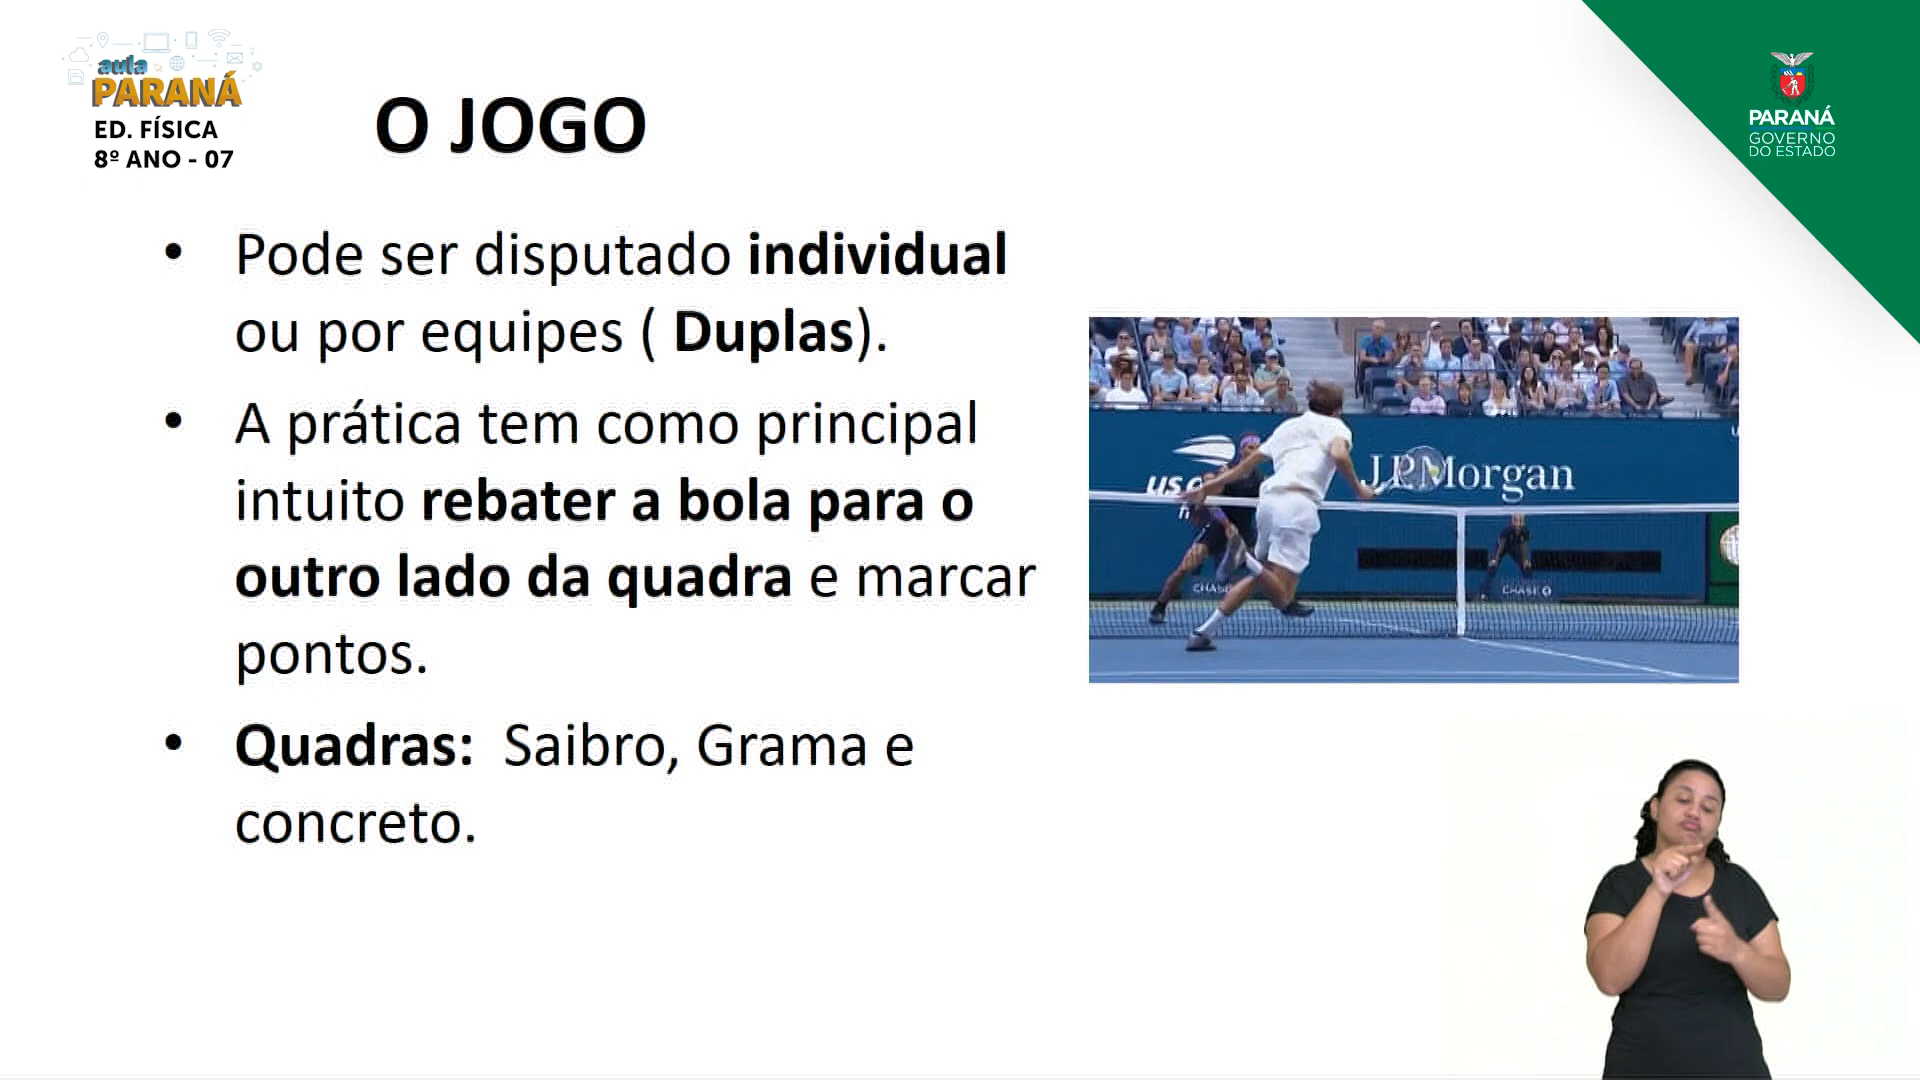 aula
PARANÁ
ED. FÍSICA
8º ANO - 07
O JOGO
PARANÁ
GOVERNO
DO ESTADO
• Pode ser disputado individual
ou por equipes ( Duplas).
• A prática tem como principal
intuito rebater a bola para o
outro lado da quadra e marcar
pontos.
• Quadras: Saibro, Grama e
concreto.
J.P.Morgan
CHASE